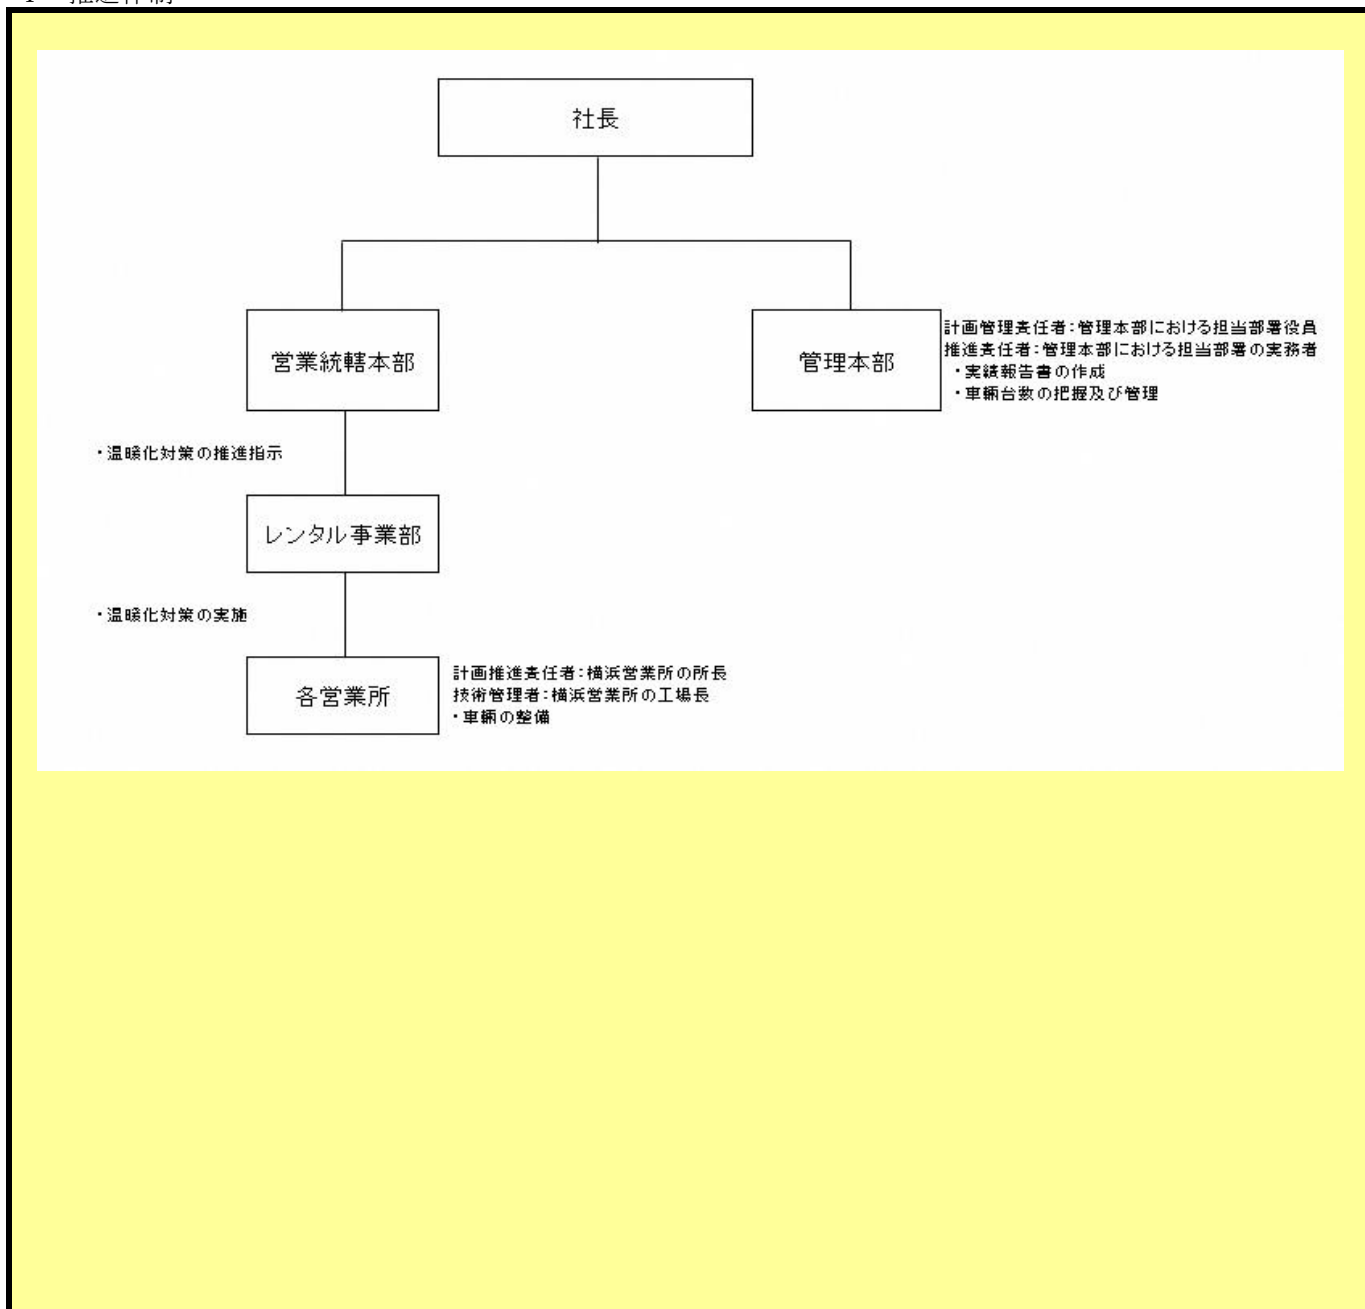 社長
営業統轄本部
管理本部
計画管理責任者：管理本部における担当部署役員
推進責任者：管理本部における担当部署の実務者
・実績報告書の作成
・車輛台数の把握及び管理
・温暖化対策の推進指示
レンタル事業部
・温暖化対策の実施
各営業所
計画推進責任者：横浜営業所の所長
技術管理者：横浜営業所の工場長
・車輛の整備